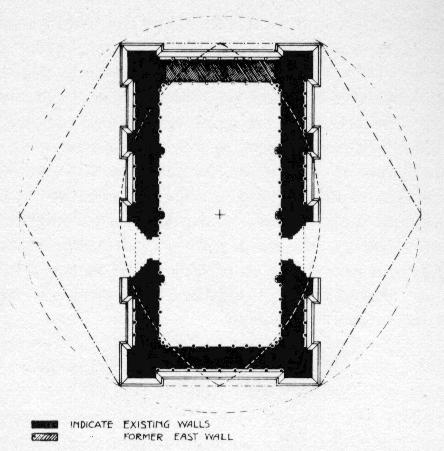 INDICATE EXISTING WALLS
FORMER EAST WALL